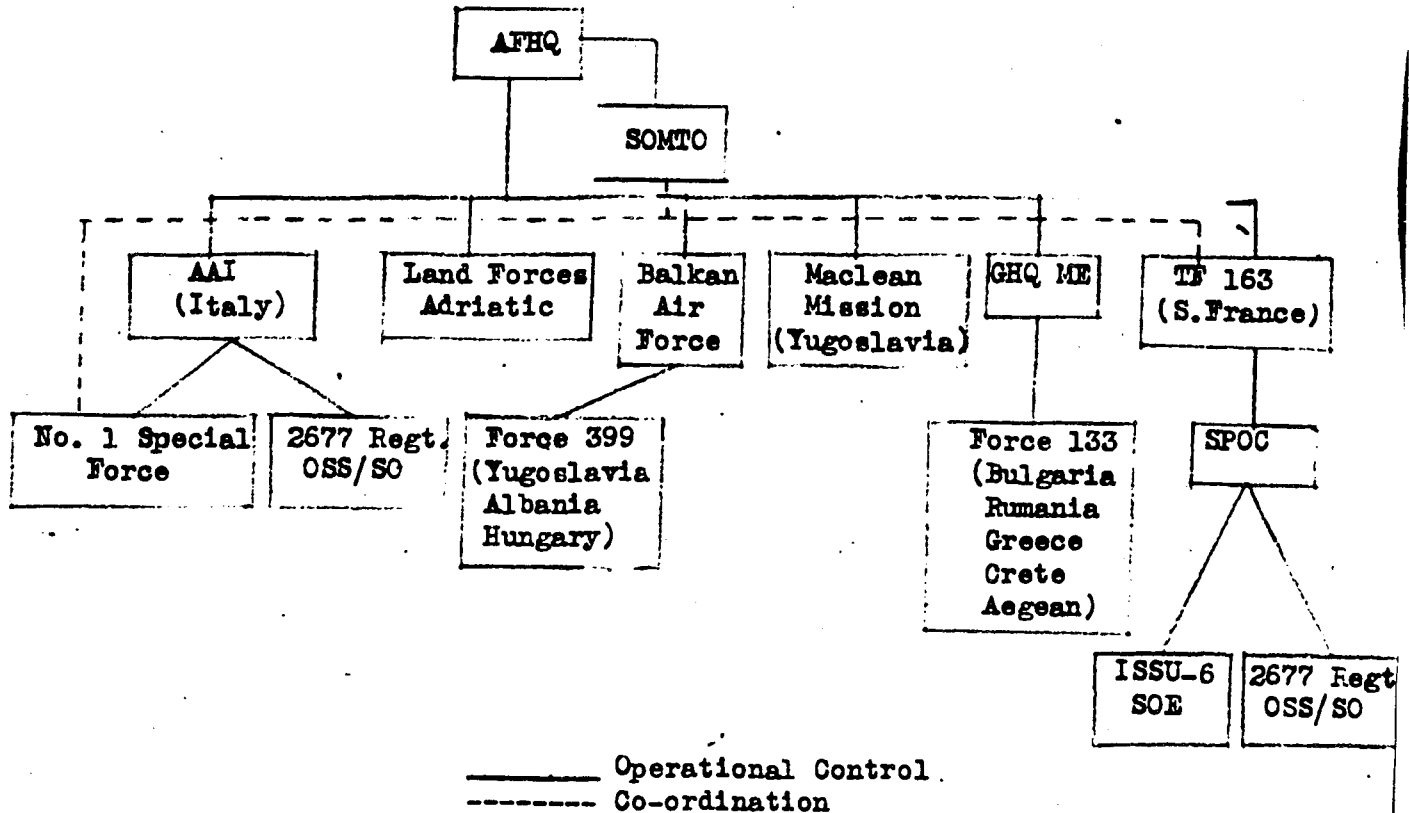 AFHQ
SOMTO
AAI
(Italy)
Land Forces
Adriatic
Balkan
Air
Force
Maclean
Mission
(Yugoslavia)
GHQ ME
TF 163
(S.France)
No. 1 Special
Force
2677 Regt.
OSS/SO
Force 399
(Yugoslavia
Albania
Hungary)
Force 133
(Bulgaria
Rumania
Greece
Crete
Aegean)
SPOC
ISSU-6
SOE
2677 Regt
OSS/SO
Operational Control
Co-ordination